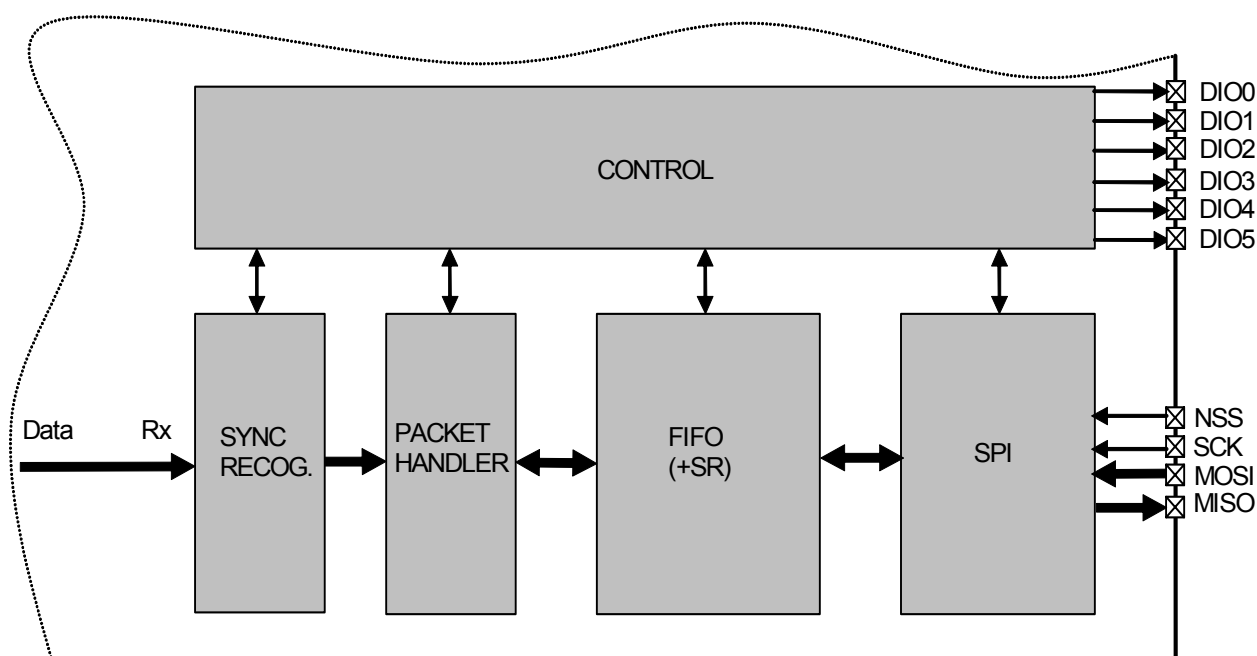 DIO0
DIO1
DIO2
CONTROL
DIO3
DIO4
DIO5
Data Rx
SYNC
RECOG.
PACKET
HANDLER
FIFO
(+SR)
SPI
NSS
SCK
MOSI
MISO